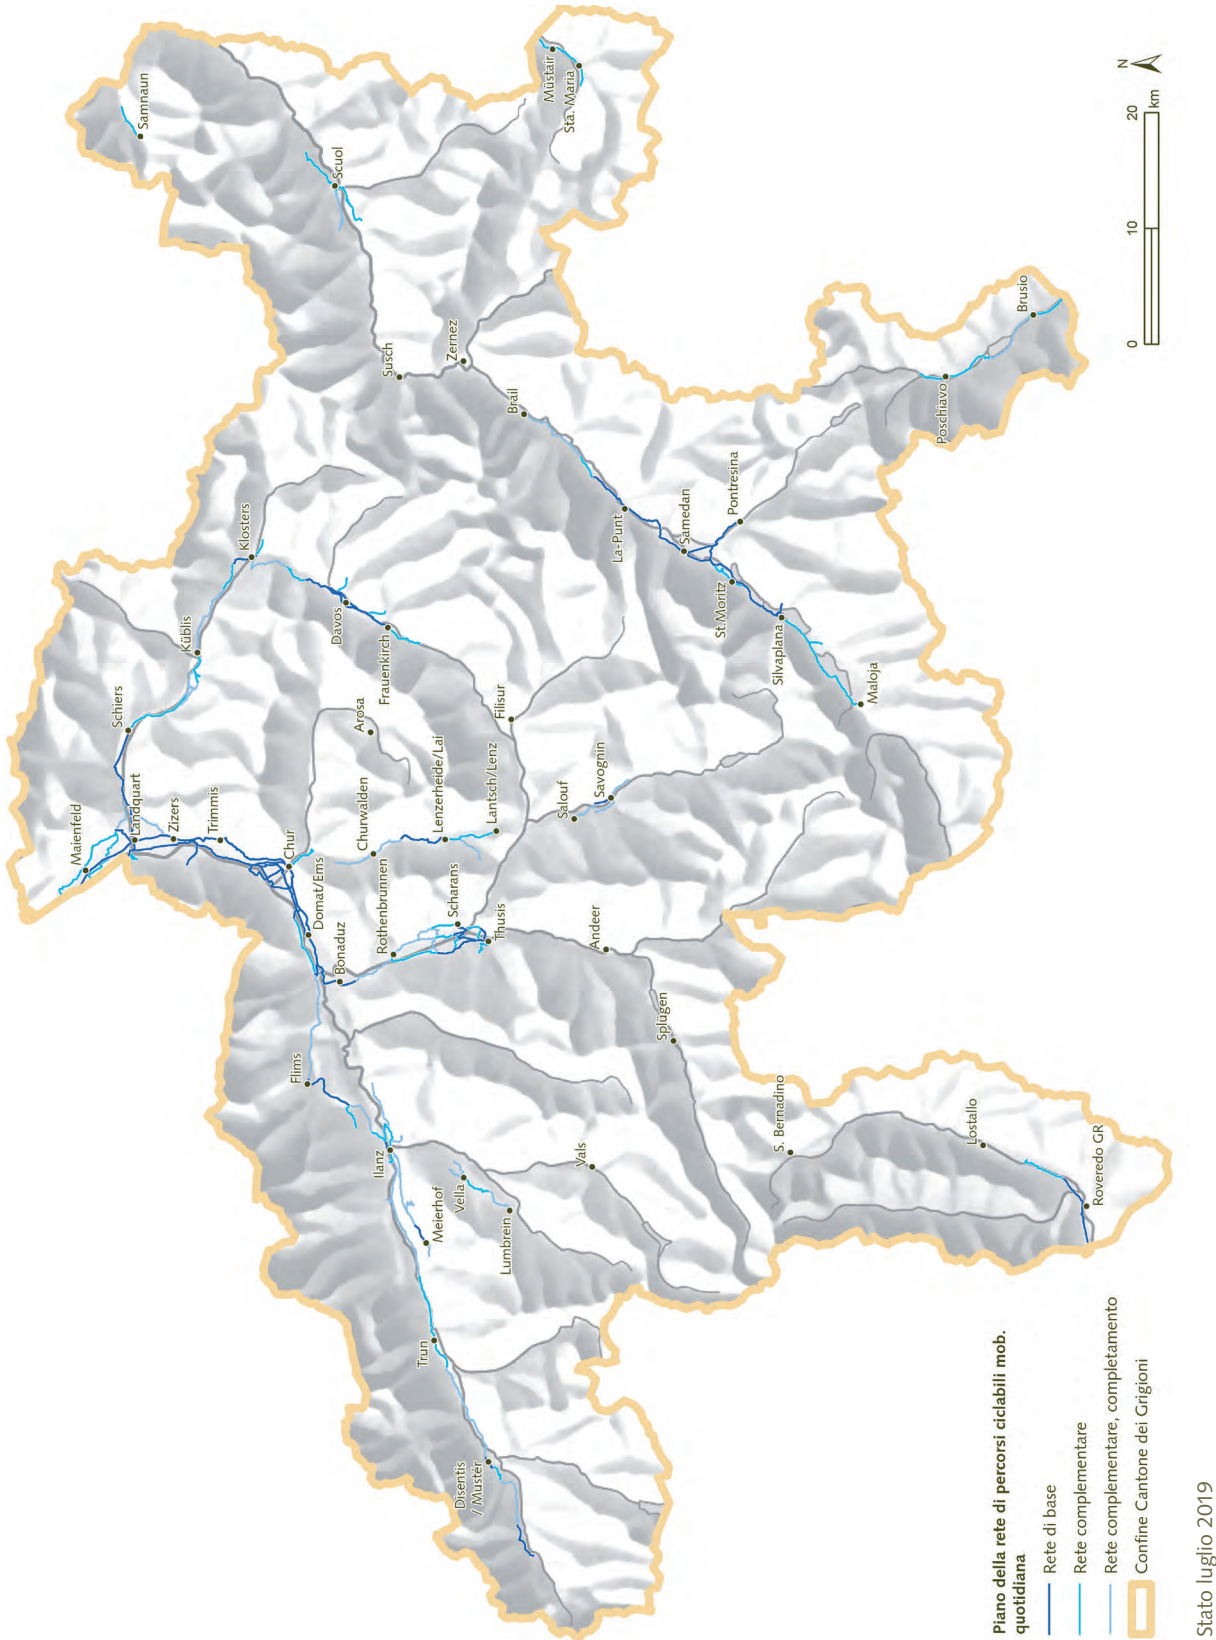 Samnaun
Müstair
Sta. Maria
Scuol
Susch
Zernez
Brail
Brusio
Poschiavo
Klosters
Küblis
Schiers
Davos
Frauenkirch
Arosa
Filisur
La-Punt
Samedan
Pontresina
St.Moritz
Silvaplana
Maloja
Maienfeld
Landquart
Zizers
Trimmis
Chur
Domat/Ems
Bonaduz
Churwalden
Lenzerheide/Lai
Lantsch/Lenz
Rothenbrunnen
Scharans
Thusis
Salouf
Savognin
Andeer
Splügen
S. Bernadino
Lostallo
Roveredo GR
Flims
Ilanz
Meierhof
Vella
Lumbrein
Vals
Trun
Disentis
/ Mustér
N
0 10 20
km
Piano della rete di percorsi ciclabili mob.
quotidiana
Rete di base
Rete complementare
Rete complementare, completamento
Confine Cantone dei Grigioni
Stato luglio 2019